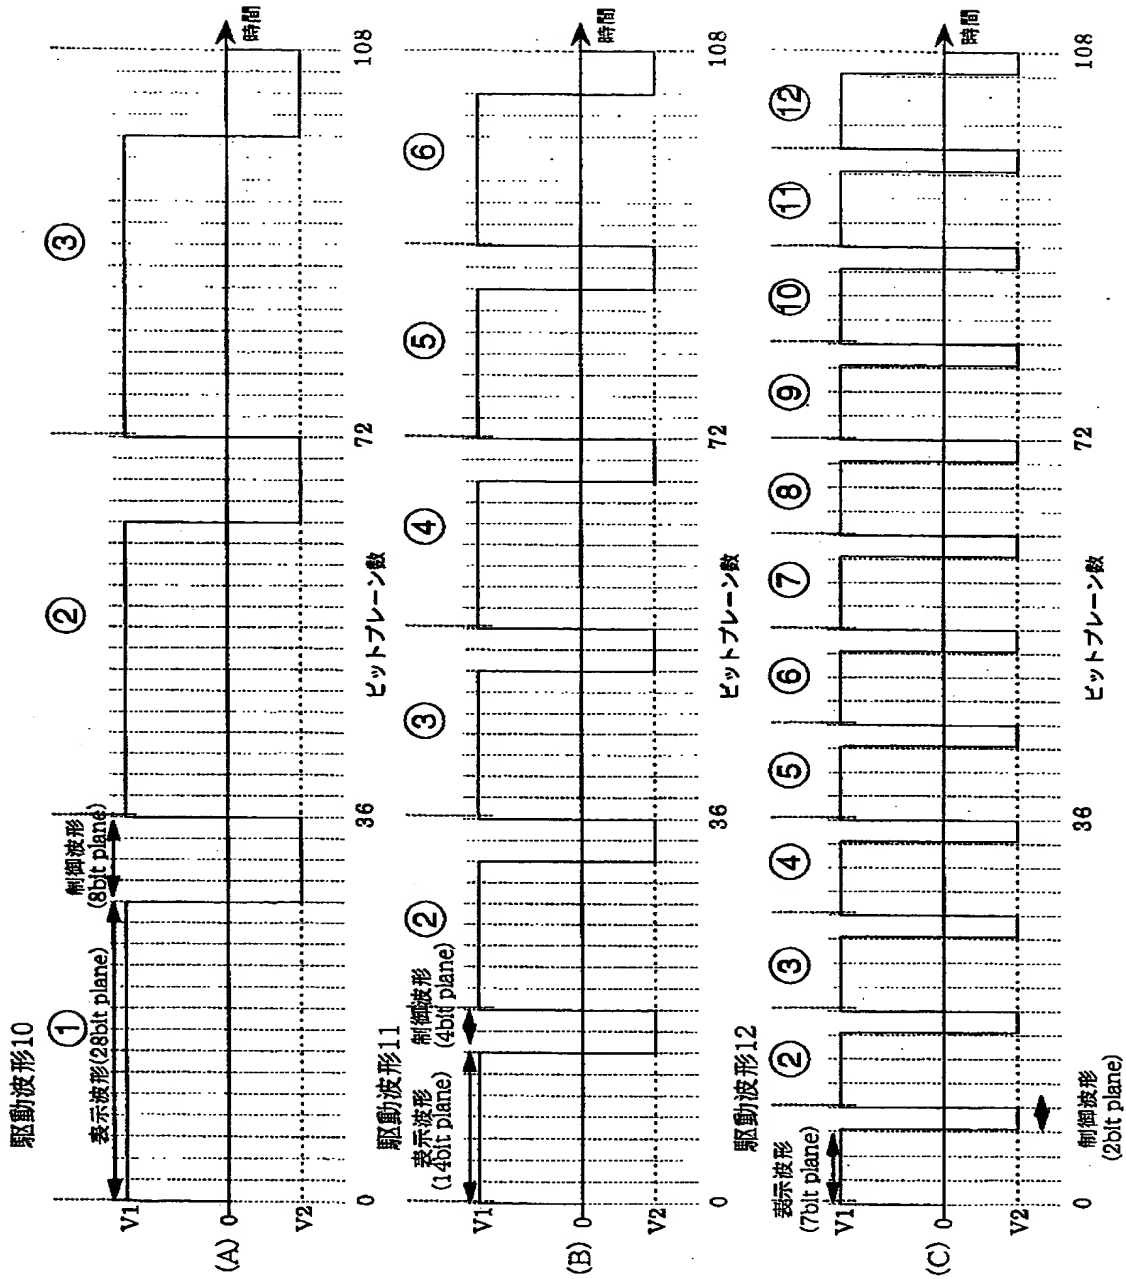 駆動波形10
①
②
③
表示波形(28bit plane)
制御波形
(8bit plane)
V1
(A) 0
V2
時間
0
36
72
108
ビットプレーン数
駆動波形11
表示波形
(14bit plane)
制御波形
(4bit plane)
②
③
④
⑤
⑥
V1
(B) 0
V2
時間
0
36
72
108
ビットプレーン数
駆動波形12
表示波形
(7bit plane)
②
③
④
⑤
⑥
⑦
⑧
⑨
⑩
⑪
⑫
V1
(C) 0
V2
時間
制御波形
(2bit plane)
0
36
72
108
ビットプレーン数